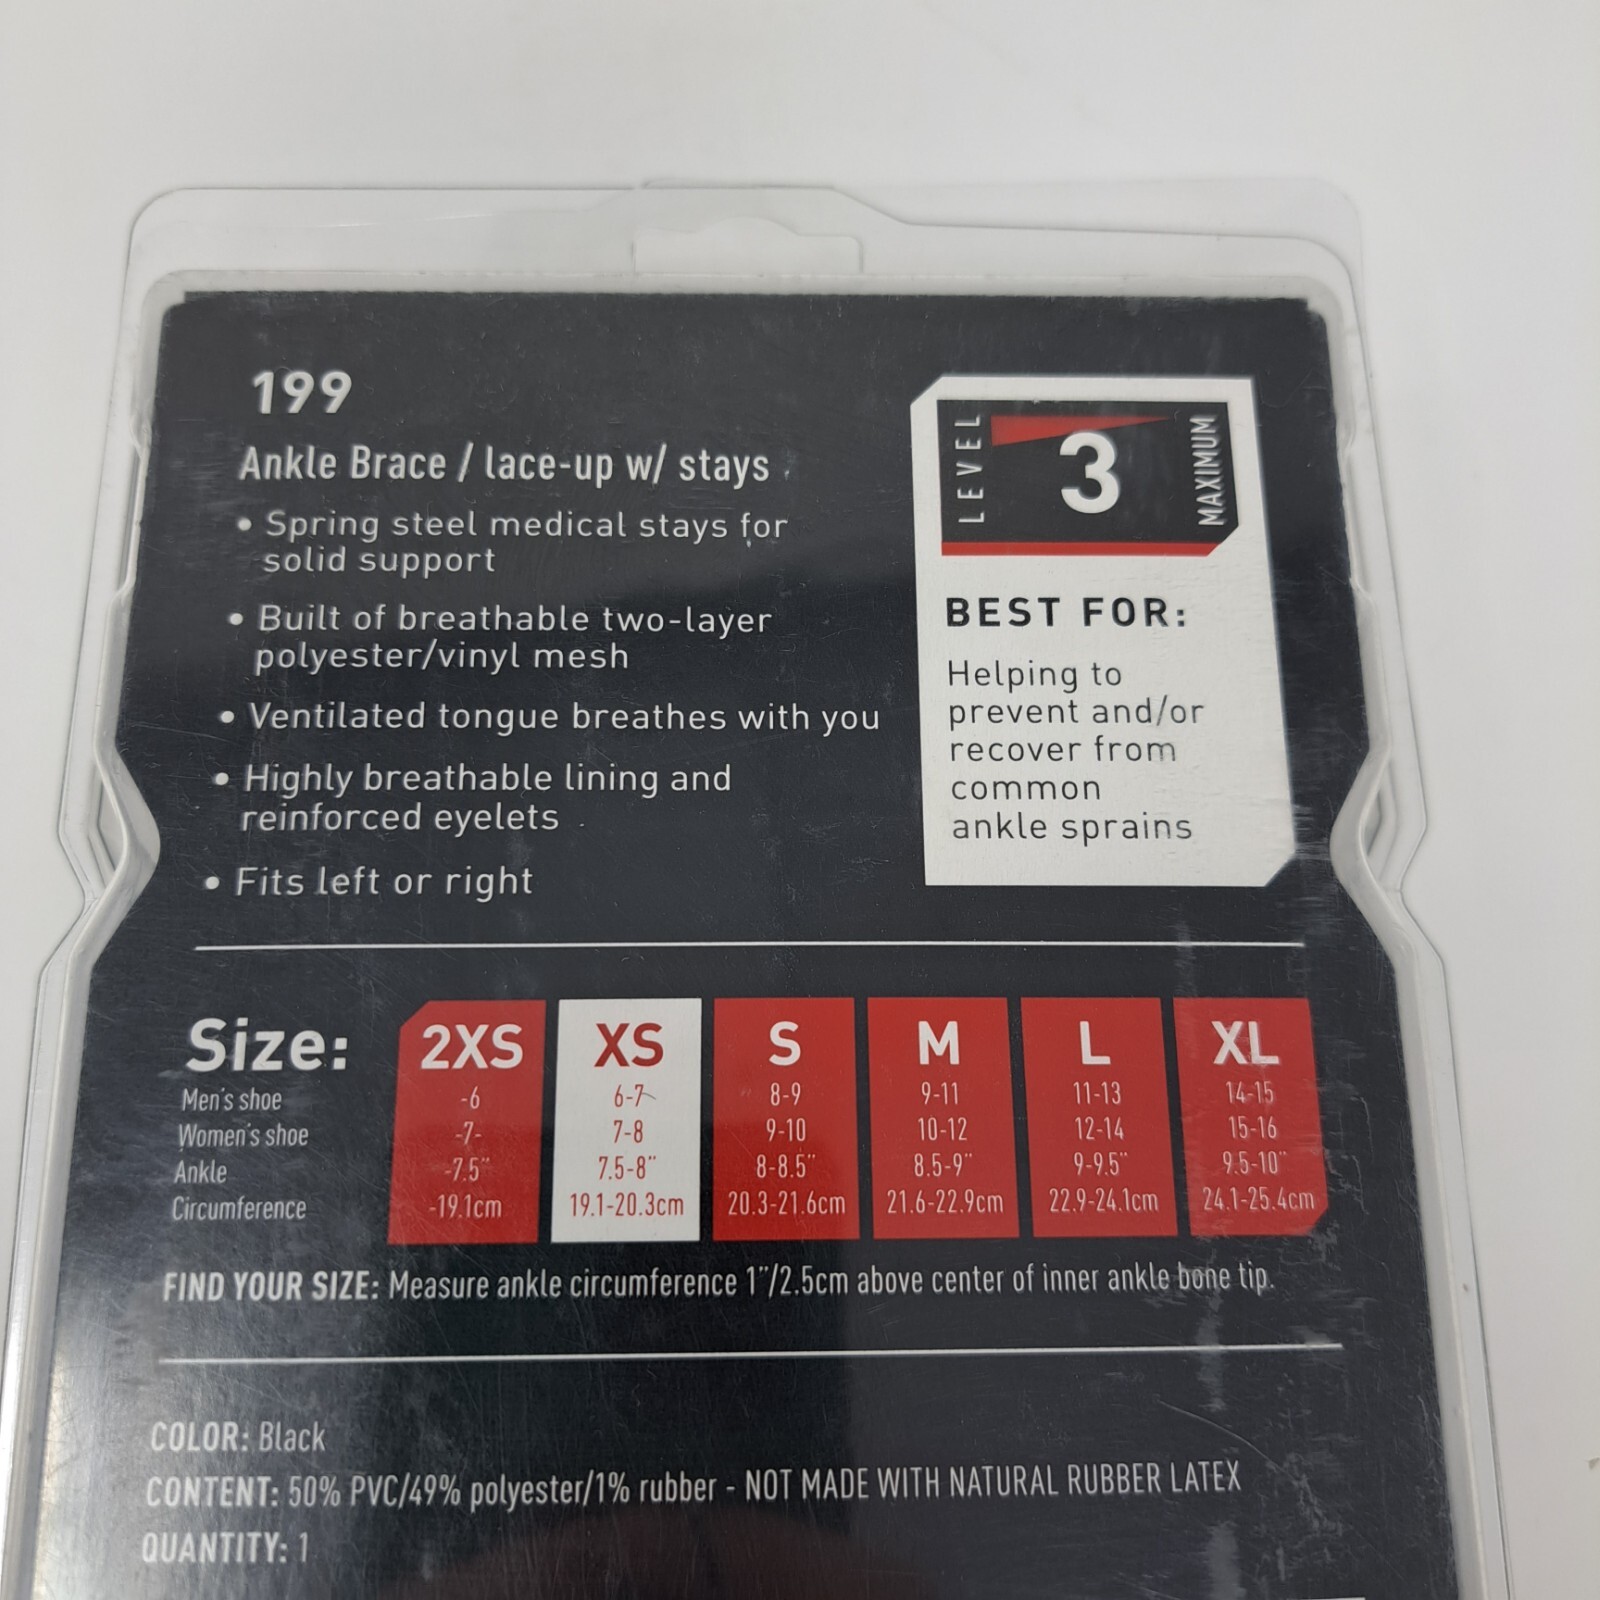 199
Ankle Brace / lace-up w/ stays
• Spring steel medical stays for
solid support
• Built of breathable two-layer
polyester/vinyl mesh
• Ventilated tongue breathes with you
• Highly breathable lining and
reinforced eyelets
• Fits left or right
LEVEL 3 MAXIMUM
BEST FOR:
Helping to
prevent and/or
recover from
common
ankle sprains
Size: 2XS XS S M L XL
Men's shoe -6 6-7 8-9 9-11 11-13 14-15
Women's shoe -7- 7-8 9-10 10-12 12-14 15-16
Ankle -7.5" 7.5-8" 8-8.5" 8.5-9" 9-9.5" 9.5-10"
Circumference -19.1cm 19.1-20.3cm 20.3-21.6cm 21.6-22.9cm 22.9-24.1cm 24.1-25.4cm
FIND YOUR SIZE: Measure ankle circumference 1"/2.5cm above center of inner ankle bone tip.
COLOR: Black
CONTENT: 50% PVC/49% polyester/1% rubber - NOT MADE WITH NATURAL RUBBER LATEX
QUANTITY: 1